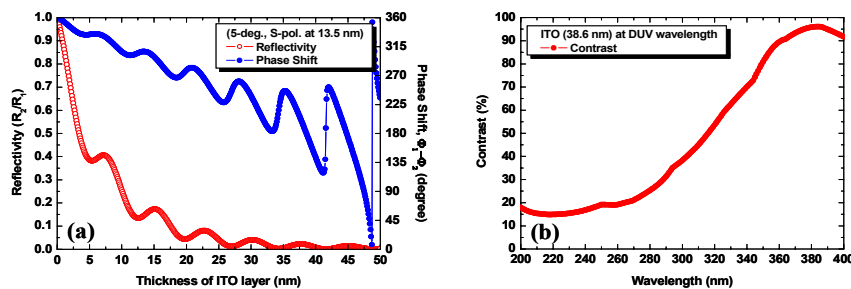 (5-deg., S-pol. at 13.5 nm)
Reflectivity
Phase Shift
Reflectivity (R2/R1)
1.0
0.9
0.8
0.7
0.6
0.5
0.4
0.3
0.2
0.1
0.0
(a)
0 5 10 15 20 25 30 35 40 45 50
Thickness of ITO layer (nm)
360
315
270
225
180
135
90
45
0
Phase Shift, Φ1-Φ2 (degree)
ITO (38.6 nm) at DUV wavelength
Contrast
Contrast (%)
100
90
80
70
60
50
40
30
20
10
0
(b)
200 220 240 260 280 300 320 340 360 380 400
Wavelength (nm)